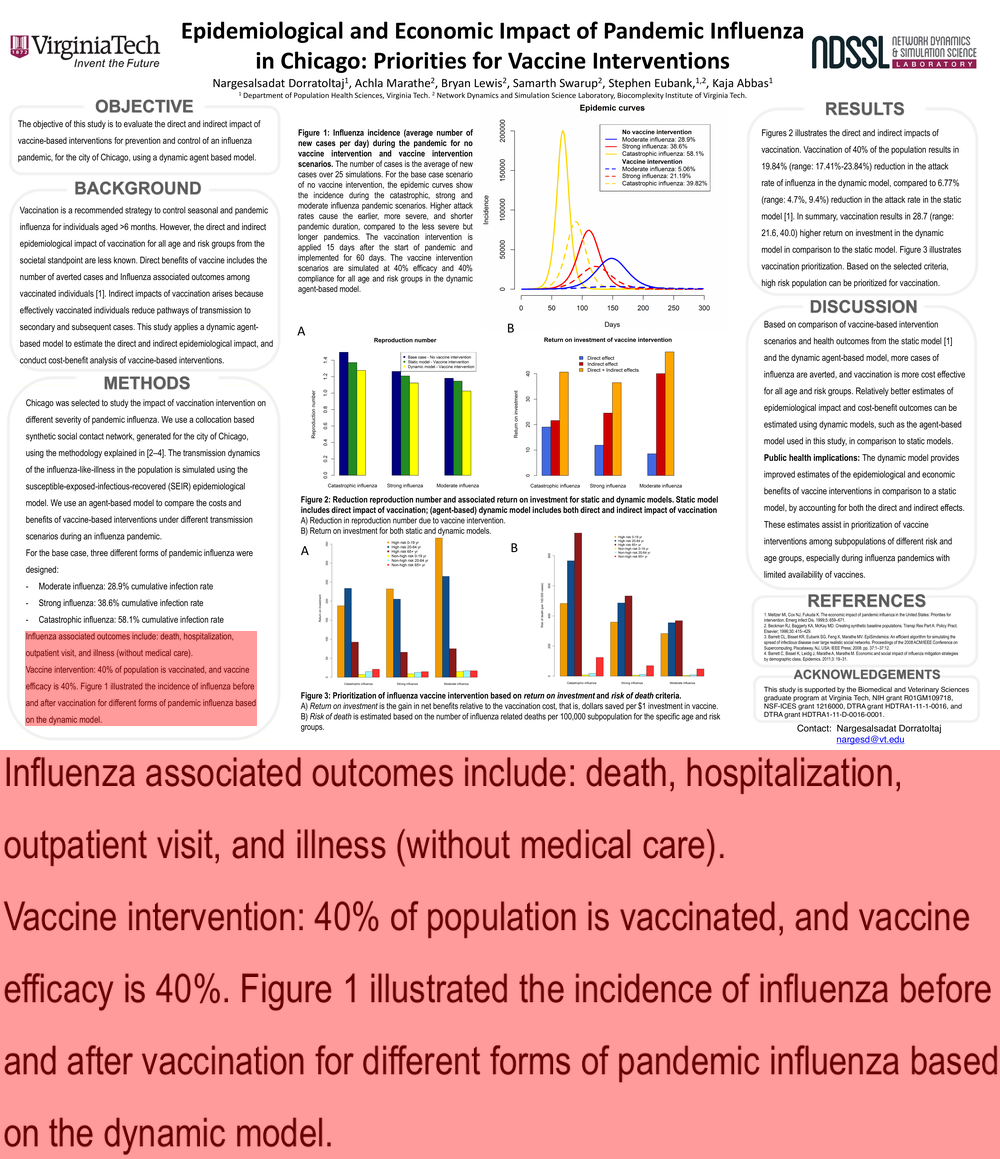 VirginiaTech
1872
Invent the Future
Epidemiological and Economic Impact of Pandemic Influenza
in Chicago: Priorities for Vaccine Interventions
Nargesalsadat Dorratoltaj¹, Achla Marathe², Bryan Lewis², Samarth Swarup², Stephen Eubank,¹,², Kaja Abbas¹
¹ Department of Population Health Sciences, Virginia Tech. ² Network Dynamics and Simulation Science Laboratory, Biocomplexity Institute of Virginia Tech.
NDSSL
NETWORK DYNAMICS
& SIMULATION SCIENCE
LABORATORY
OBJECTIVE
The objective of this study is to evaluate the direct and indirect impact of
vaccine-based interventions for prevention and control of an influenza
pandemic, for the city of Chicago, using a dynamic agent based model.
BACKGROUND
Vaccination is a recommended strategy to control seasonal and pandemic
influenza for individuals aged >6 months. However, the direct and indirect
epidemiological impact of vaccination for all age and risk groups from the
societal standpoint are less known. Direct benefits of vaccine includes the
number of averted cases and Influenza associated outcomes among
vaccinated individuals [1]. Indirect impacts of vaccination arises because
effectively vaccinated individuals reduce pathways of transmission to
secondary and subsequent cases. This study applies a dynamic agent-
based model to estimate the direct and indirect epidemiological impact, and
conduct cost-benefit analysis of vaccine-based interventions.
METHODS
Chicago was selected to study the impact of vaccination intervention on
different severity of pandemic influenza. We use a collocation based
synthetic social contact network, generated for the city of Chicago,
using the methodology explained in [2–4]. The transmission dynamics
of the influenza-like-illness in the population is simulated using the
susceptible-exposed-infectious-recovered (SEIR) epidemiological
model. We use an agent-based model to compare the costs and
benefits of vaccine-based interventions under different transmission
scenarios during an influenza pandemic.
For the base case, three different forms of pandemic influenza were
designed:
- Moderate influenza: 28.9% cumulative infection rate
- Strong influenza: 38.6% cumulative infection rate
- Catastrophic influenza: 58.1% cumulative infection rate
Influenza associated outcomes include: death, hospitalization,
outpatient visit, and illness (without medical care).
Vaccine intervention: 40% of population is vaccinated, and vaccine
efficacy is 40%. Figure 1 illustrated the incidence of influenza before
and after vaccination for different forms of pandemic influenza based
on the dynamic model.
Figure 1: Influenza incidence (average number of
new cases per day) during the pandemic for no
vaccine intervention and vaccine intervention
scenarios. The number of cases is the average of new
cases over 25 simulations. For the base case scenario
of no vaccine intervention, the epidemic curves show
the incidence during the catastrophic, strong and
moderate influenza pandemic scenarios. Higher attack
rates cause the earlier, more severe, and shorter
pandemic duration, compared to the less severe but
longer pandemics. The vaccination intervention is
applied 15 days after the start of pandemic and
implemented for 60 days. The vaccine intervention
scenarios are simulated at 40% efficacy and 40%
compliance for all age and risk groups in the dynamic
agent-based model.
Epidemic curves
No vaccine intervention
Moderate influenza: 28.9%
Strong influenza: 38.6%
Catastrophic influenza: 58.1%
Vaccine intervention
Moderate influenza: 5.06%
Strong influenza: 21.19%
Catastrophic influenza: 39.82%
Incidence
0 50000 100000 150000 200000
0 50 100 150 200 250 300
Days
A
Reproduction number
Base case - No vaccine intervention
Static model - Vaccine intervention
Dynamic model - Vaccine intervention
Reproduction number
0.0 0.2 0.4 0.6 0.8 1.0 1.2 1.4
Catastrophic influenza Strong influenza Moderate influenza
B
Return on investment of vaccine intervention
Direct effect
Indirect effect
Direct + Indirect effects
Return on investment
0 10 20 30 40
Catastrophic influenza Strong influenza Moderate influenza
Figure 2: Reduction reproduction number and associated return on investment for static and dynamic models. Static model
includes direct impact of vaccination; (agent-based) dynamic model includes both direct and indirect impact of vaccination
A) Reduction in reproduction number due to vaccine intervention.
B) Return on investment for both static and dynamic models.
A
High risk 0-19 yr
High risk 20-64 yr
High risk 65+ yr
Non-high risk 0-19 yr
Non-high risk 20-64 yr
Non-high risk 65+ yr
Return on investment
Catastrophic influenza Strong influenza Moderate influenza
B
High risk 0-19 yr
High risk 20-64 yr
High risk 65+ yr
Non-high risk 0-19 yr
Non-high risk 20-64 yr
Non-high risk 65+ yr
Catastrophic influenza Strong influenza Moderate influenza
Figure 3: Prioritization of influenza vaccine intervention based on return on investment and risk of death criteria.
A) Return on investment is the gain in net benefits relative to the vaccination cost, that is, dollars saved per $1 investment in vaccine.
B) Risk of death is estimated based on the number of influenza related deaths per 100,000 subpopulation for the specific age and risk
groups.
RESULTS
Figures 2 illustrates the direct and indirect impacts of
vaccination. Vaccination of 40% of the population results in
19.84% (range: 17.41%-23.84%) reduction in the attack
rate of influenza in the dynamic model, compared to 6.77%
(range: 4.7%, 9.4%) reduction in the attack rate in the static
model [1]. In summary, vaccination results in 28.7 (range:
21.6, 40.0) higher return on investment in the dynamic
model in comparison to the static model. Figure 3 illustrates
vaccination prioritization. Based on the selected criteria,
high risk population can be prioritized for vaccination.
DISCUSSION
Based on comparison of vaccine-based intervention
scenarios and health outcomes from the static model [1]
and the dynamic agent-based model, more cases of
influenza are averted, and vaccination is more cost effective
for all age and risk groups. Relatively better estimates of
epidemiological impact and cost-benefit outcomes can be
estimated using dynamic models, such as the agent-based
model used in this study, in comparison to static models.
Public health implications: The dynamic model provides
improved estimates of the epidemiological and economic
benefits of vaccine interventions in comparison to a static
model, by accounting for both the direct and indirect effects.
These estimates assist in prioritization of vaccine
interventions among subpopulations of different risk and
age groups, especially during influenza pandemics with
limited availability of vaccines.
REFERENCES
1. Meltzer MI, Cox NJ, Fukuda K. The economic impact of pandemic influenza in the United States: Priorities for
intervention. Emerg Infect Dis. 1999;5: 659–671.
2. Beckman RJ, Baggerly KA, McKay MD. Creating synthetic baseline populations. Transp Res Part A: Policy Pract.
Elsevier; 1996;30: 415–429.
3. Barrett CL, Bisset KR, Eubank SG, Feng X, Marathe MV. EpiSimdemics: An efficient algorithm for simulating the
spread of infectious disease over large realistic social networks. Proceedings of the 2008 ACM/IEEE Conference on
Supercomputing. Piscataway, NJ, USA: IEEE Press; 2008. pp. 37:1–37:12.
4. Barrett C, Bisset K, Leidig J, Marathe A, Marathe M. Economic and social impact of influenza mitigation strategies
by demographic class. Epidemics. 2011;3: 19–31.
ACKNOWLEDGEMENTS
This study is supported by the Biomedical and Veterinary Sciences
graduate program at Virginia Tech, NIH grant R01GM109718,
NSF-ICES grant 1216000, DTRA grant HDTRA1-11-1-0016, and
DTRA grant HDTRA1-11-D-0016-0001.
Contact: Nargesalsadat Dorratoltaj
nargesd@vt.edu
Influenza associated outcomes include: death, hospitalization,
outpatient visit, and illness (without medical care).
Vaccine intervention: 40% of population is vaccinated, and vaccine
efficacy is 40%. Figure 1 illustrated the incidence of influenza before
and after vaccination for different forms of pandemic influenza based
on the dynamic model.